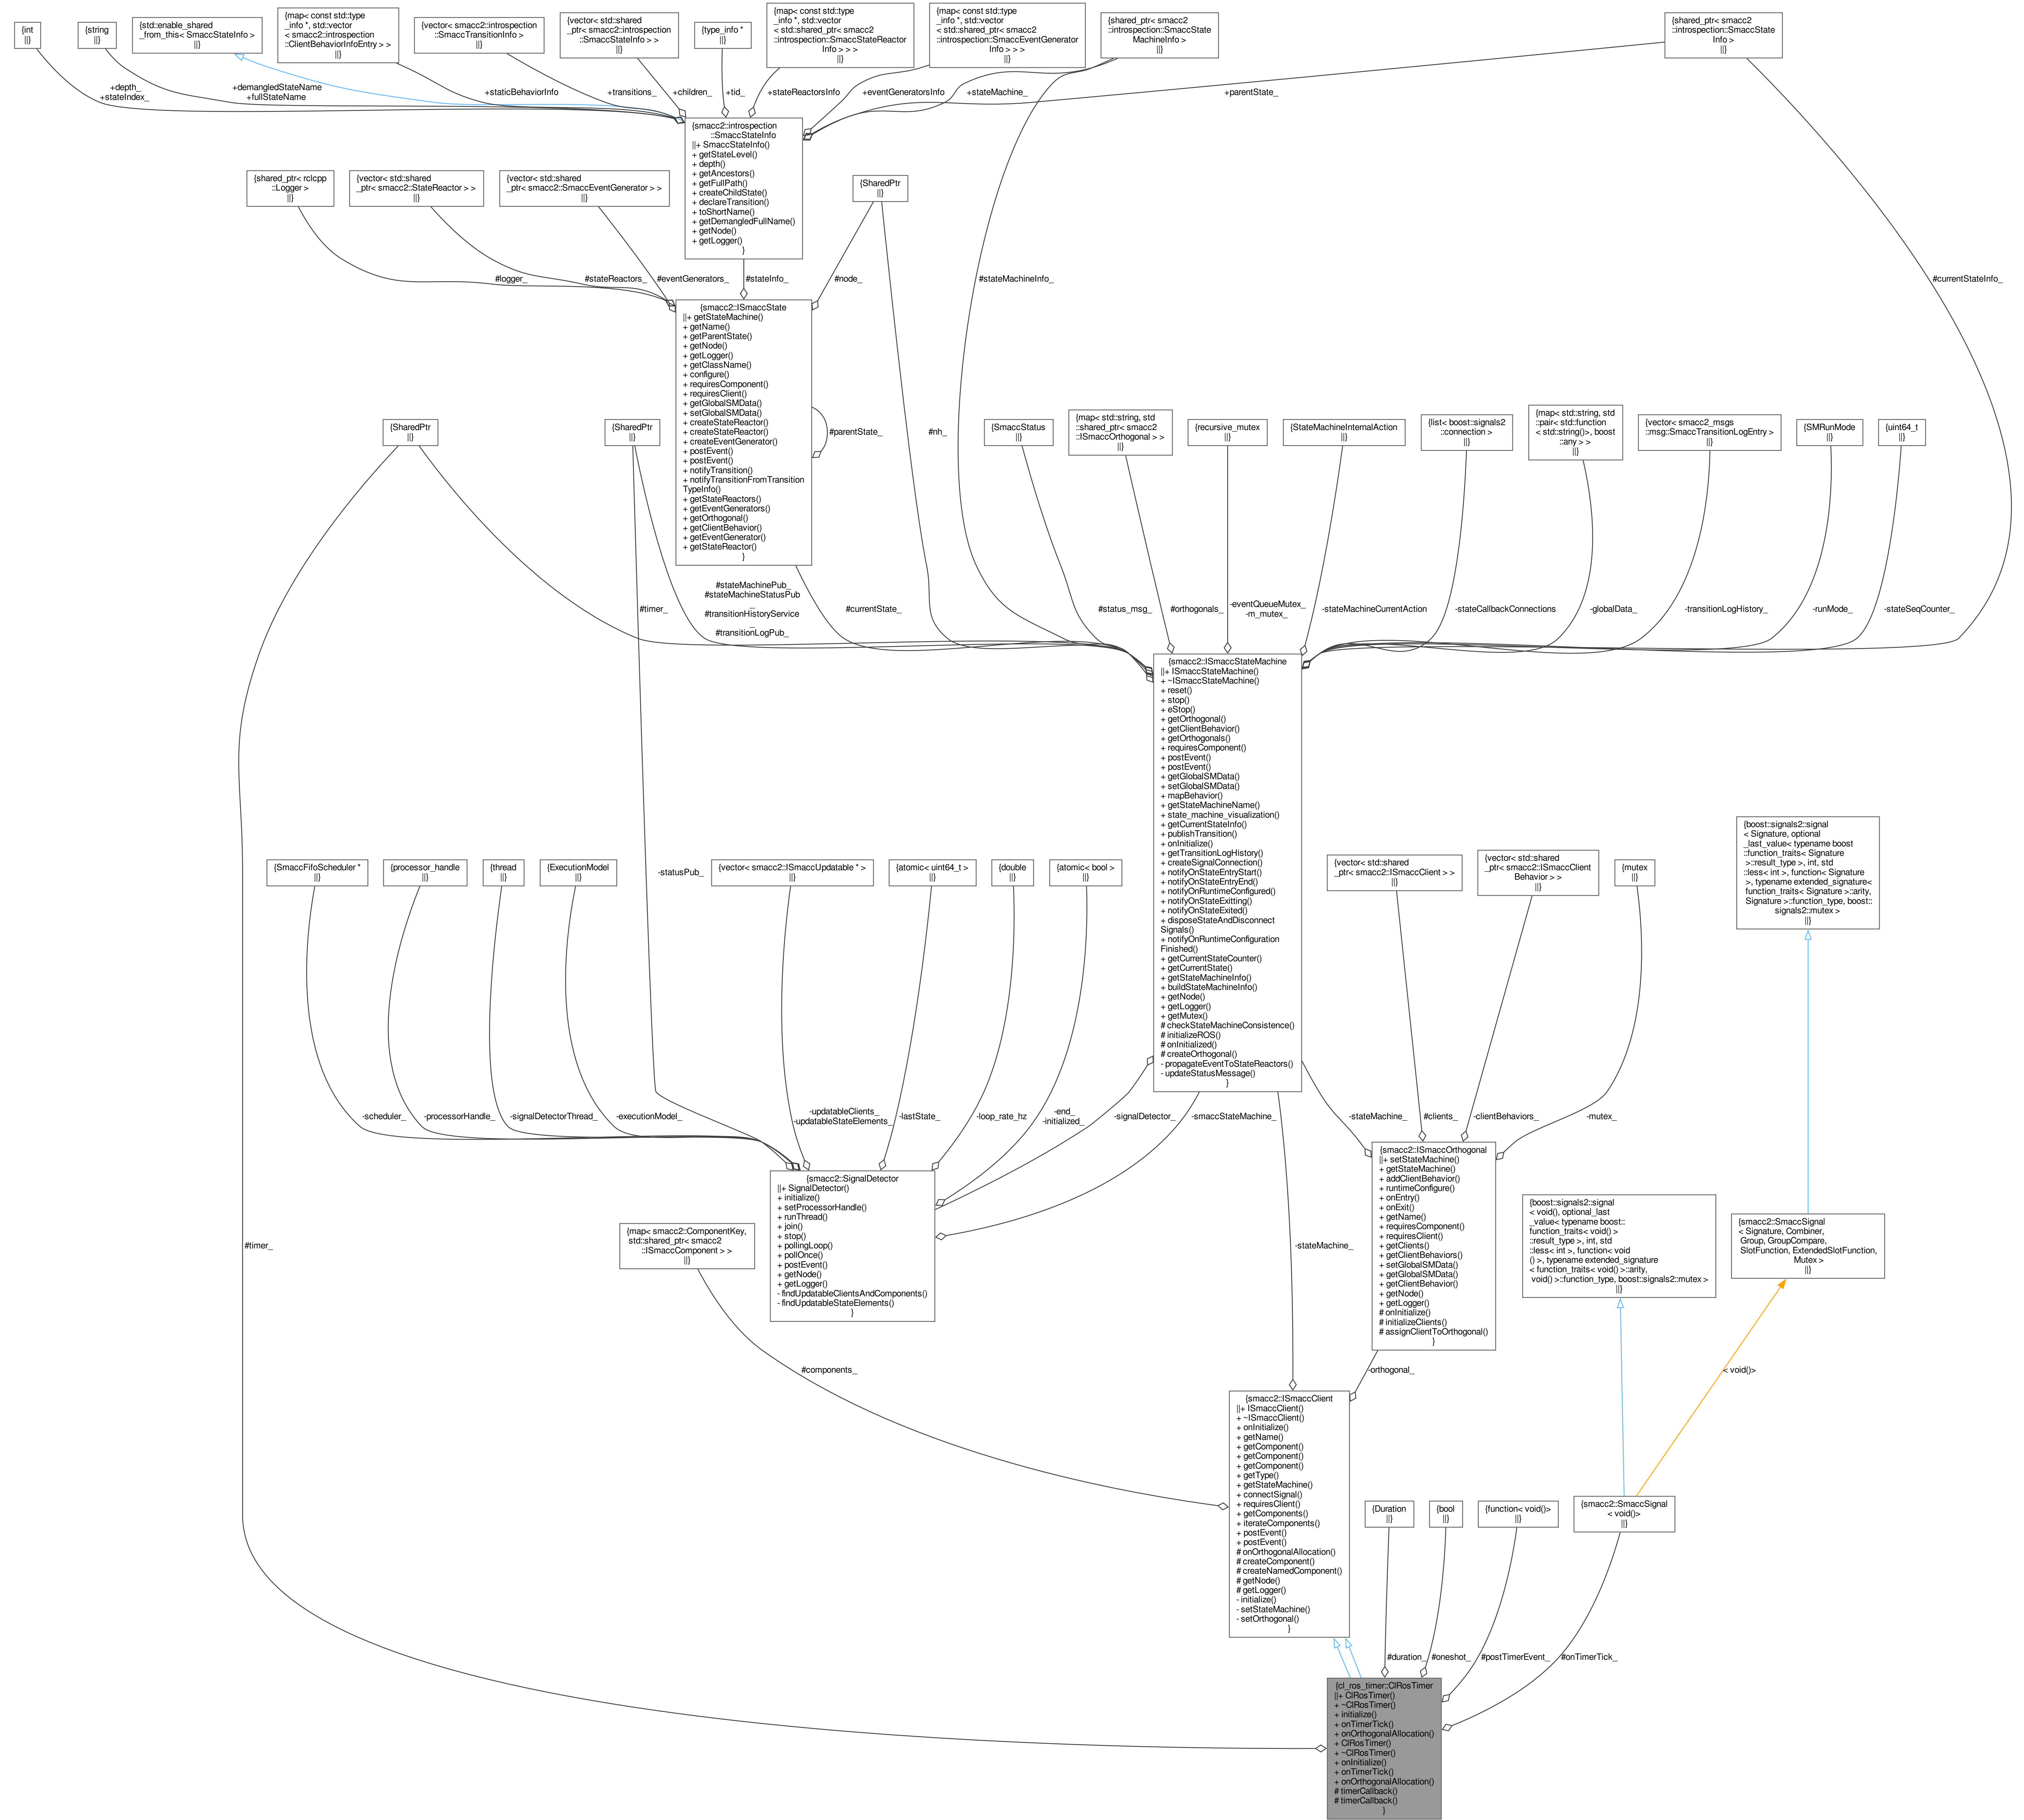 {int
||}
{string
||}
{std::enable_shared
_from_this< SmaccStateInfo >
||}
{map< const std::type
_info *, std::vector
< smacc2::introspection
::ClientBehaviorInfoEntry > >
||}
{vector< smacc2::introspection
::SmaccTransitionInfo >
||}
{vector< std::shared
_ptr< smacc2::introspection
::SmaccStateInfo > >
||}
{type_info *
||}
{map< const std::type
_info *, std::vector
< std::shared_ptr< smacc2
::introspection::SmaccStateReactor
Info > > >
||}
{map< const std::type
_info *, std::vector
< std::shared_ptr< smacc2
::introspection::SmaccEventGenerator
Info > > >
||}
{shared_ptr< smacc2
::introspection::SmaccState
MachineInfo >
||}
{shared_ptr< smacc2
::introspection::SmaccState
Info >
||}
+depth_
+stateIndex_
+demangledStateName
+fullStateName
+staticBehaviorInfo
+transitions_
+children_
+tid_
+stateReactorsInfo
+eventGeneratorsInfo
+stateMachine_
+parentState_
{smacc2::introspection
::SmaccStateInfo
||+ SmaccStateInfo()
+ getStateLevel()
+ depth()
+ getAncestors()
+ getFullPath()
+ createChildState()
+ declareTransition()
+ toShortName()
+ getDemangledFullName()
+ getNode()
+ getLogger()
}
{shared_ptr< rclcpp
::Logger >
||}
{vector< std::shared
_ptr< smacc2::StateReactor > >
||}
{vector< std::shared
_ptr< smacc2::SmaccEventGenerator > >
||}
{SharedPtr
||}
#logger_
#stateReactors_
#eventGenerators_
#stateInfo_
#node_
#stateMachineInfo_
#currentStateInfo_
{smacc2::ISmaccState
||+ getStateMachine()
+ getName()
+ getParentState()
+ getNode()
+ getLogger()
+ getClassName()
+ configure()
+ requiresComponent()
+ requiresClient()
+ getGlobalSMData()
+ setGlobalSMData()
+ createStateReactor()
+ createStateReactor()
+ createEventGenerator()
+ postEvent()
+ postEvent()
+ notifyTransition()
+ notifyTransitionFromTransition
TypeInfo()
+ getStateReactors()
+ getEventGenerators()
+ getOrthogonal()
+ getClientBehavior()
+ getEventGenerator()
+ getStateReactor()
}
#parentState_
#nh_
{SharedPtr
||}
{SharedPtr
||}
{SmaccStatus
||}
{map< std::string, std
::shared_ptr< smacc2
::ISmaccOrthogonal > >
||}
{recursive_mutex
||}
{StateMachineInternalAction
||}
{list< boost::signals2
::connection >
||}
{map< std::string, std
::pair< std::function
< std::string()>, boost
::any > >
||}
{vector< smacc2_msgs
::msg::SmaccTransitionLogEntry >
||}
{SMRunMode
||}
{uint64_t
||}
#timer_
#stateMachinePub_
#stateMachineStatusPub
_
#transitionHistoryService
_
#transitionLogPub_
#currentState_
#status_msg_
#orthogonals_
-eventQueueMutex_
-m_mutex_
-stateMachineCurrentAction
-stateCallbackConnections
-globalData_
-transitionLogHistory_
-runMode_
-stateSeqCounter_
{smacc2::ISmaccStateMachine
||+ ISmaccStateMachine()
+ ~ISmaccStateMachine()
+ reset()
+ stop()
+ eStop()
+ getOrthogonal()
+ getClientBehavior()
+ getOrthogonals()
+ requiresComponent()
+ postEvent()
+ postEvent()
+ getGlobalSMData()
+ setGlobalSMData()
+ mapBehavior()
+ getStateMachineName()
+ state_machine_visualization()
+ getCurrentStateInfo()
+ publishTransition()
+ onInitialize()
+ getTransitionLogHistory()
+ createSignalConnection()
+ notifyOnStateEntryStart()
+ notifyOnStateEntryEnd()
+ notifyOnRuntimeConfigured()
+ notifyOnStateExitting()
+ notifyOnStateExited()
+ disposeStateAndDisconnect
Signals()
+ notifyOnRuntimeConfiguration
Finished()
+ getCurrentStateCounter()
+ getCurrentState()
+ getStateMachineInfo()
+ buildStateMachineInfo()
+ getNode()
+ getLogger()
+ getMutex()
# checkStateMachineConsistence()
# initializeROS()
# onInitialized()
# createOrthogonal()
- propagateEventToStateReactors()
- updateStatusMessage()
}
{SmaccFifoScheduler *
||}
{processor_handle
||}
{thread
||}
{ExecutionModel
||}
-statusPub_
{vector< smacc2::ISmaccUpdatable * >
||}
{atomic< uint64_t >
||}
{double
||}
{atomic< bool >
||}
{vector< std::shared
_ptr< smacc2::ISmaccClient > >
||}
{vector< std::shared
_ptr< smacc2::ISmaccClient
Behavior > >
||}
{mutex
||}
{boost::signals2::signal
< Signature, optional
_last_value< typename boost
::function_traits< Signature
>::result_type >, int, std
::less< int >, function< Signature
>, typename extended_signature<
function_traits< Signature >::arity,
Signature >::function_type, boost::
signals2::mutex >
||}
-scheduler_
-processorHandle_
-signalDetectorThread_
-executionModel_
-updatableClients_
-updatableStateElements_
-lastState_
-loop_rate_hz
-end_
-initialized_
-signalDetector_
-smaccStateMachine_
-stateMachine_
#clients_
-clientBehaviors_
-mutex_
{smacc2::SignalDetector
||+ SignalDetector()
+ initialize()
+ setProcessorHandle()
+ runThread()
+ join()
+ stop()
+ pollingLoop()
+ pollOnce()
+ postEvent()
+ getNode()
+ getLogger()
- findUpdatableClientsAndComponents()
- findUpdatableStateElements()
}
{smacc2::ISmaccOrthogonal
||+ setStateMachine()
+ getStateMachine()
+ addClientBehavior()
+ runtimeConfigure()
+ onEntry()
+ onExit()
+ getName()
+ requiresComponent()
+ requiresClient()
+ getClients()
+ getClientBehaviors()
+ setGlobalSMData()
+ getGlobalSMData()
+ getClientBehavior()
+ getNode()
+ getLogger()
# onInitialize()
# initializeClients()
# assignClientToOrthogonal()
}
{map< smacc2::ComponentKey,
std::shared_ptr< smacc2
::ISmaccComponent > >
||}
{boost::signals2::signal
< void(), optional_last
_value< typename boost::
function_traits< void() >
::result_type >, int, std
::less< int >, function< void
() >, typename extended_signature
< function_traits< void() >::arity,
void() >::function_type, boost::signals2::mutex >
||}
{smacc2::SmaccSignal
< Signature, Combiner,
Group, GroupCompare,
SlotFunction, ExtendedSlotFunction,
Mutex >
||}
#timer_
-stateMachine_
#components_
-orthogonal_
< void()>
{smacc2::ISmaccClient
||+ ISmaccClient()
+ ~ISmaccClient()
+ onInitialize()
+ getName()
+ getComponent()
+ getComponent()
+ getComponent()
+ getType()
+ getStateMachine()
+ connectSignal()
+ requiresClient()
+ getComponents()
+ iterateComponents()
+ postEvent()
+ postEvent()
# onOrthogonalAllocation()
# createComponent()
# createNamedComponent()
# getNode()
# getLogger()
- initialize()
- setStateMachine()
- setOrthogonal()
}
{Duration
||}
{bool
||}
{function< void()>
||}
{smacc2::SmaccSignal
< void()>
||}
#duration_
#oneshot_
#postTimerEvent_
#onTimerTick_
{cl_ros_timer::ClRosTimer
||+ ClRosTimer()
+ ~ClRosTimer()
+ initialize()
+ onTimerTick()
+ onOrthogonalAllocation()
+ ClRosTimer()
+ ~ClRosTimer()
+ onInitialize()
+ onTimerTick()
+ onOrthogonalAllocation()
# timerCallback()
# timerCallback()
}